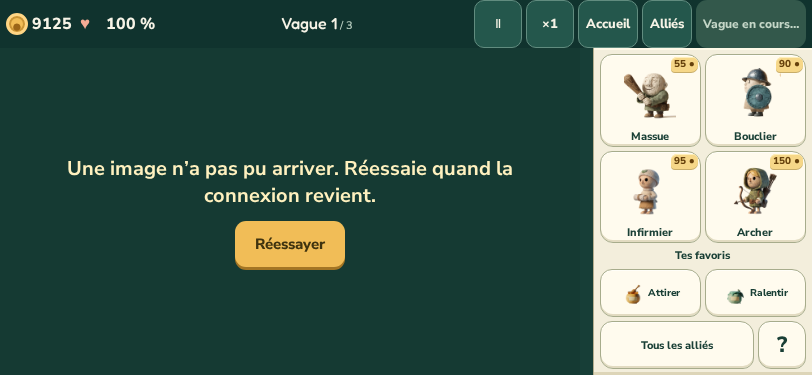 9125 ♥ 100 % Vague 1 / 3 II ×1 Accueil Alliés Vague en cours...
55
90
Massue
Bouclier
95
150
Infirmier
Archer
Une image n’a pas pu arriver. Réessaie quand la
connexion revient.
Réessayer
Tes favoris
Attirer
Ralentir
Tous les alliés
?